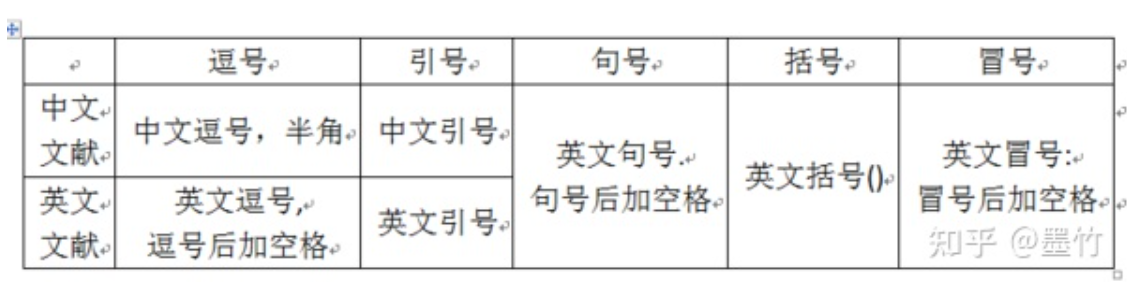 逗号 引号 句号 括号 冒号
中文
文献
中文逗号，半角
中文引号
英文句号.
句号后加空格
英文括号()
英文冒号:
冒号后加空格
英文
文献
英文逗号,
逗号后加空格
英文引号
知乎 @墨竹